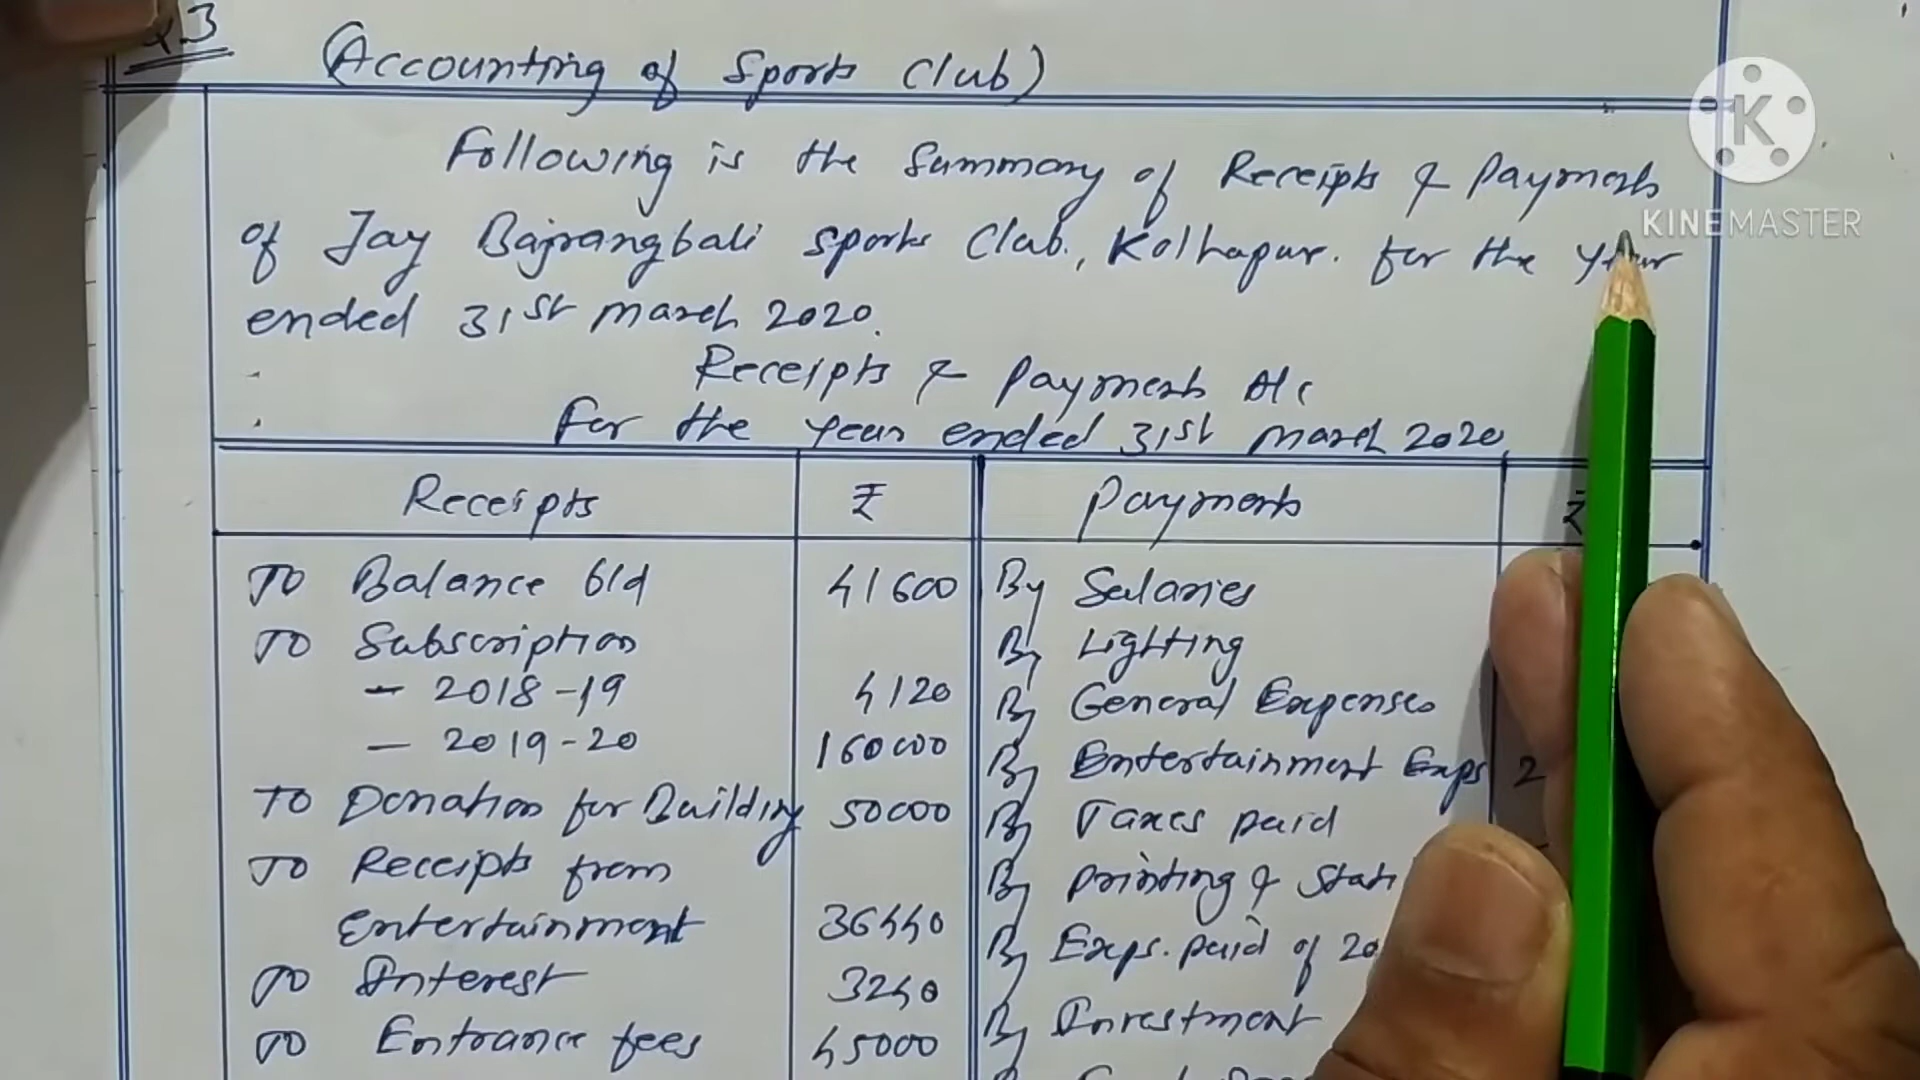 Q.3
(Accounting of Sports Club)
Following is the Summary of Receipts & Payments
of Jay Bajrangbali Sports Club, Kolhapur. for the year
ended 31st March 2020.
Receipts & Payments A/c
For the year ended 31st March 2020
Receipts ₹ Payments ₹
To Balance b/d 41600 By Salaries
To Subscription By Lighting
- 2018-19 4120 By General Expenses
- 2019-20 160000 By Entertainment Exps 2
To Donation for Building 50000 By Taxes paid
To Receipts from By Printing & Stati
Entertainment 36440 By Exps. paid of 20
To Interest 3240 By Investment
To Entrance fees 45000
K
KINEMASTER